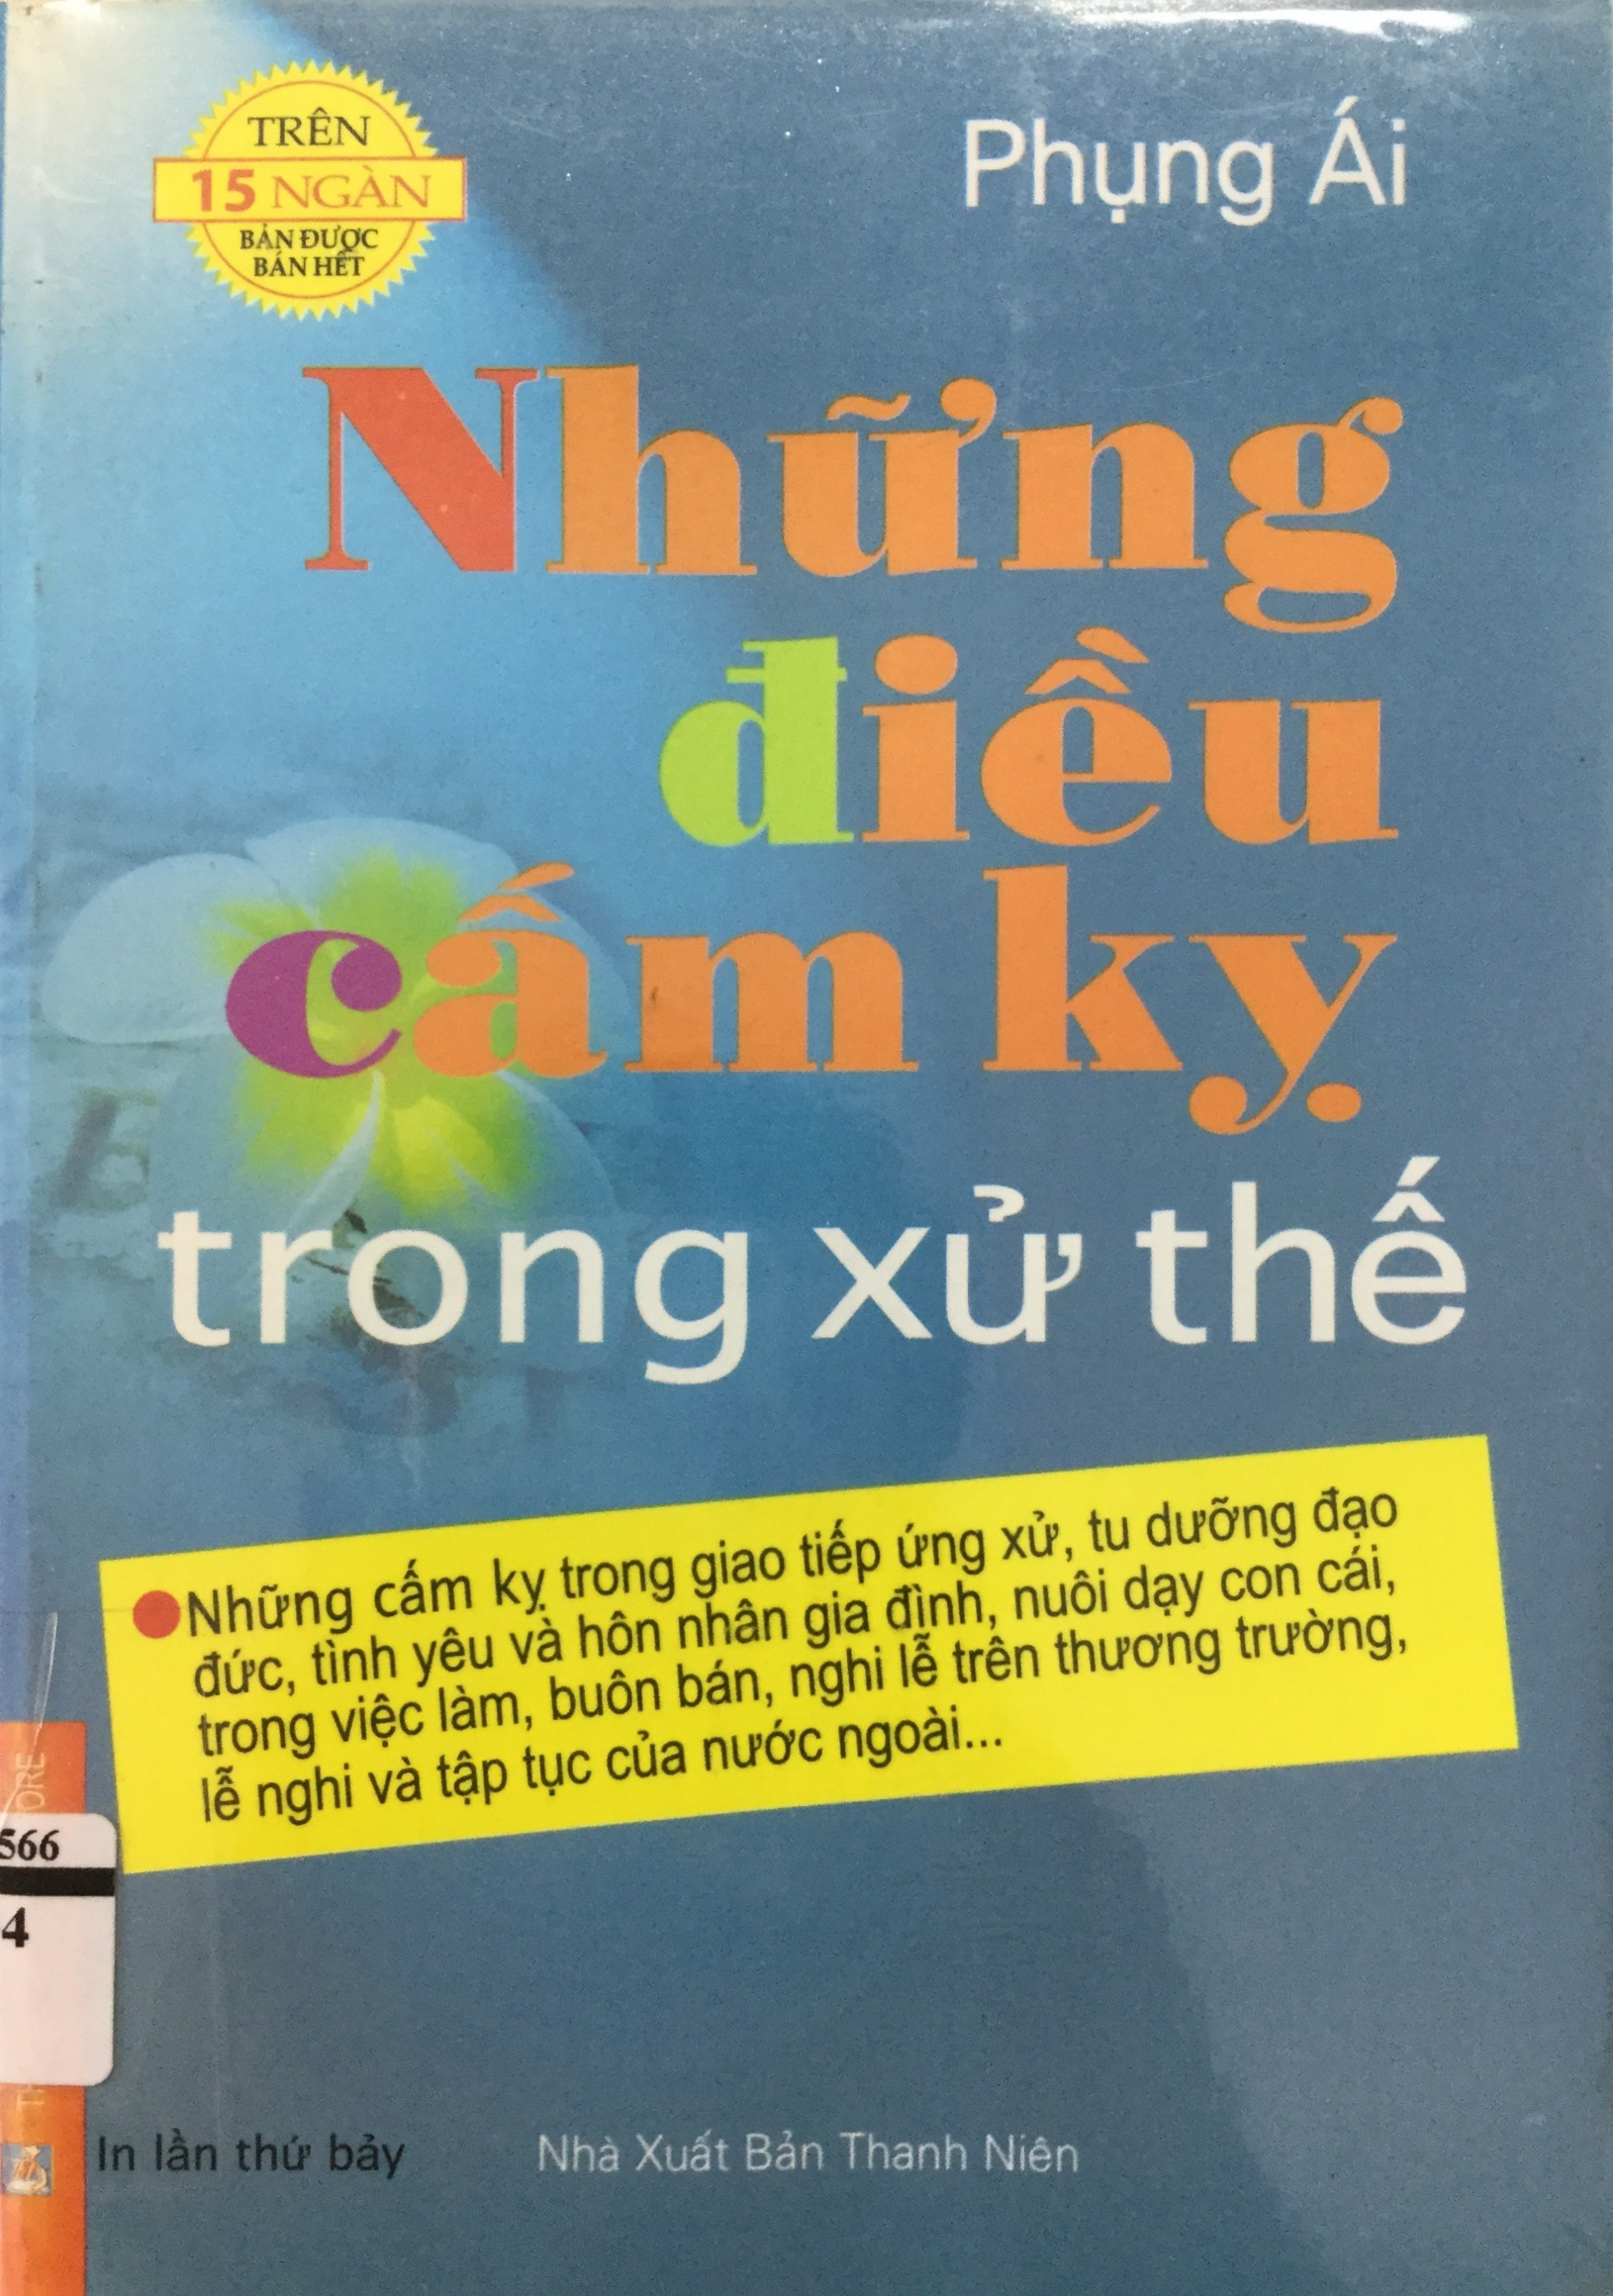 TRÊN
15 NGÀN
BẢN ĐƯỢC
BÁN HẾT
Phụng Ái
Những
điều
cấm kỵ
trong xử thế
Những cấm kỵ trong giao tiếp ứng xử, tu dưỡng đạo
đức, tình yêu và hôn nhân gia đình, nuôi dạy con cái,
trong việc làm, buôn bán, nghi lễ trên thương trường,
lễ nghi và tập tục của nước ngoài...
566
4
In lần thứ bảy
Nhà Xuất Bản Thanh Niên